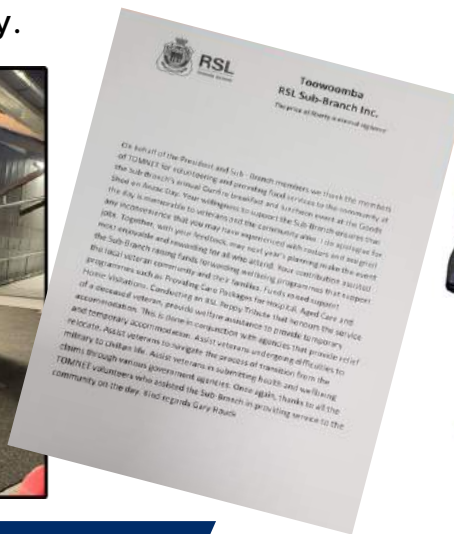 y.
RSL
Toowoomba
RSL Sub-Branch Inc.
The price of liberty is eternal vigilance
On behalf of the President and Sub - Branch members we thank the members
of TOMNET for volunteering and providing food services to the community at
the Sub Branch's annual Gunfire breakfast and luncheon event at the Goods
Shed on Anzac Day. Your willingness to support the Sub Branch ensures that
the day is memorable to veterans and the community alike. I do apologise for
any inconvenience that you may have experienced with rosters and assigned
jobs. Together, with your feedback, may next year's planning make the event
most enjoyable and rewarding for all who attend. Your contribution assisted
the Sub Branch raising funds forwarding wellbeing programmes that support
the local veteran community and their families. Funds raised support
programmes such as Providing Care Packages for Hospital, Aged Care and
Home Visitations. Conducting an RSL Poppy Tribute that honours the service
of a deceased veteran, provide welfare assistance to provide temporary
accommodation. This is done in conjunction with agencies that provide relief
and temporary accommodation. Assist veterans undergoing difficulties to
relocate. Assist veterans to navigate the process of transition from the
military to civilian life. Assist veterans in submitting health and wellbeing
claims through various government agencies. Once again, thanks to all the
TOMNET volunteers who assisted the Sub Branch in providing service to the
community on the day. Kind regards Gary